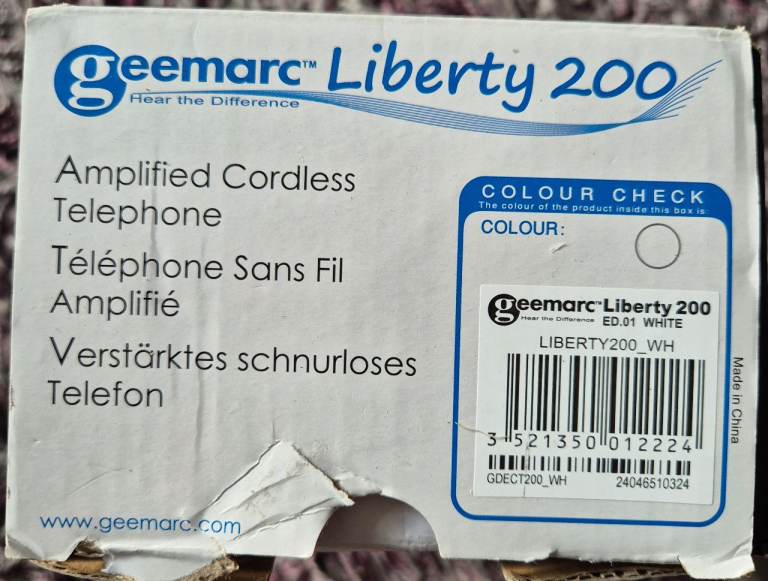 geemarc™ Liberty 200
Hear the Difference
Amplified Cordless
Telephone
Téléphone Sans Fil
Amplifié
Verstärktes schnurloses
Telefon
www.geemarc.com
COLOUR CHECK
The colour of the product inside this box is
COLOUR:
geemarc™ Liberty 200
Hear the Difference ED.01 WHITE
LIBERTY200_WH
3 521350 012224
GDECT200_WH 24046510324
Made in China